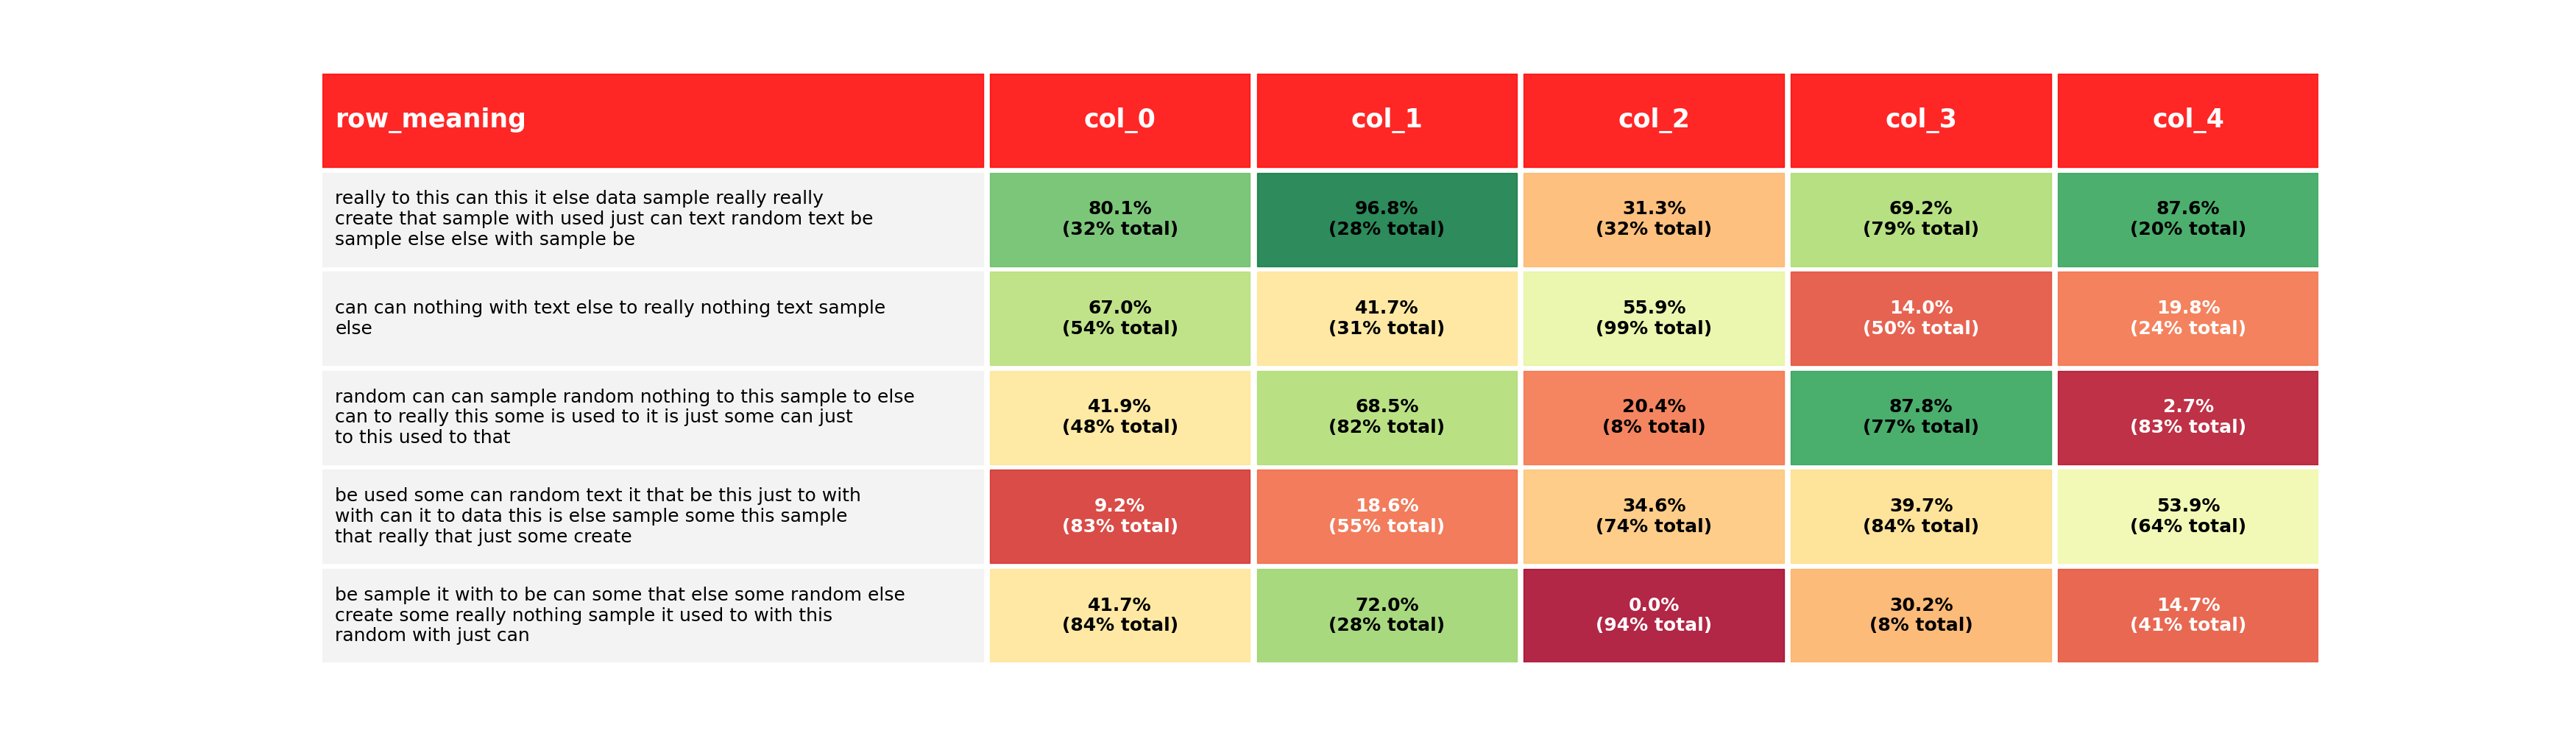 row_meaning col_0 col_1 col_2 col_3 col_4
really to this can this it else data sample really really
create that sample with used just can text random text be
sample else else with sample be
80.1%
(32% total)
96.8%
(28% total)
31.3%
(32% total)
69.2%
(79% total)
87.6%
(20% total)
can can nothing with text else to really nothing text sample
else
67.0%
(54% total)
41.7%
(31% total)
55.9%
(99% total)
14.0%
(50% total)
19.8%
(24% total)
random can can sample random nothing to this sample to else
can to really this some is used to it is just some can just
to this used to that
41.9%
(48% total)
68.5%
(82% total)
20.4%
(8% total)
87.8%
(77% total)
2.7%
(83% total)
be used some can random text it that be this just to with
with can it to data this is else sample some this sample
that really that just some create
9.2%
(83% total)
18.6%
(55% total)
34.6%
(74% total)
39.7%
(84% total)
53.9%
(64% total)
be sample it with to be can some that else some random else
create some really nothing sample it used to with this
random with just can
41.7%
(84% total)
72.0%
(28% total)
0.0%
(94% total)
30.2%
(8% total)
14.7%
(41% total)